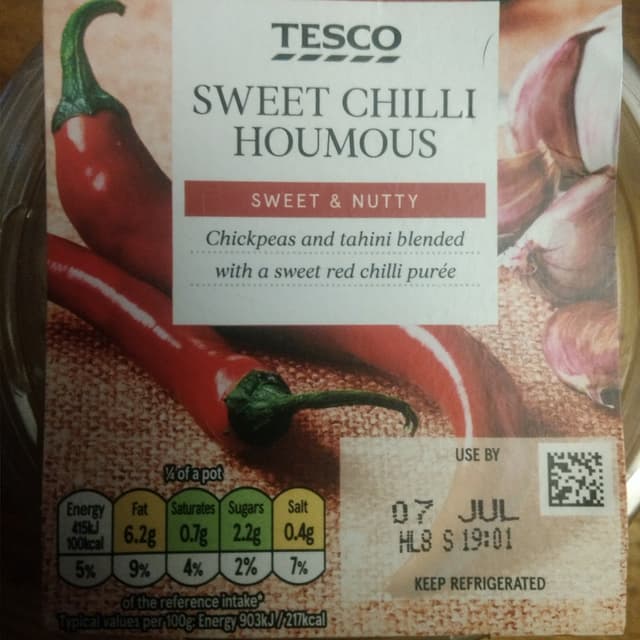 TESCO
SWEET CHILLI
HOUMOUS
SWEET & NUTTY
Chickpeas and tahini blended
with a sweet red chilli purée
USE BY
07 JUL
HL8 S 19:01
KEEP REFRIGERATED
¼ of a pot
Energy 415kJ 100kcal 5%
Fat 6.2g 9%
Saturates 0.7g 4%
Sugars 2.2g 2%
Salt 0.4g 7%
of the reference intake*
Typical values per 100g: Energy 903kJ / 217kcal